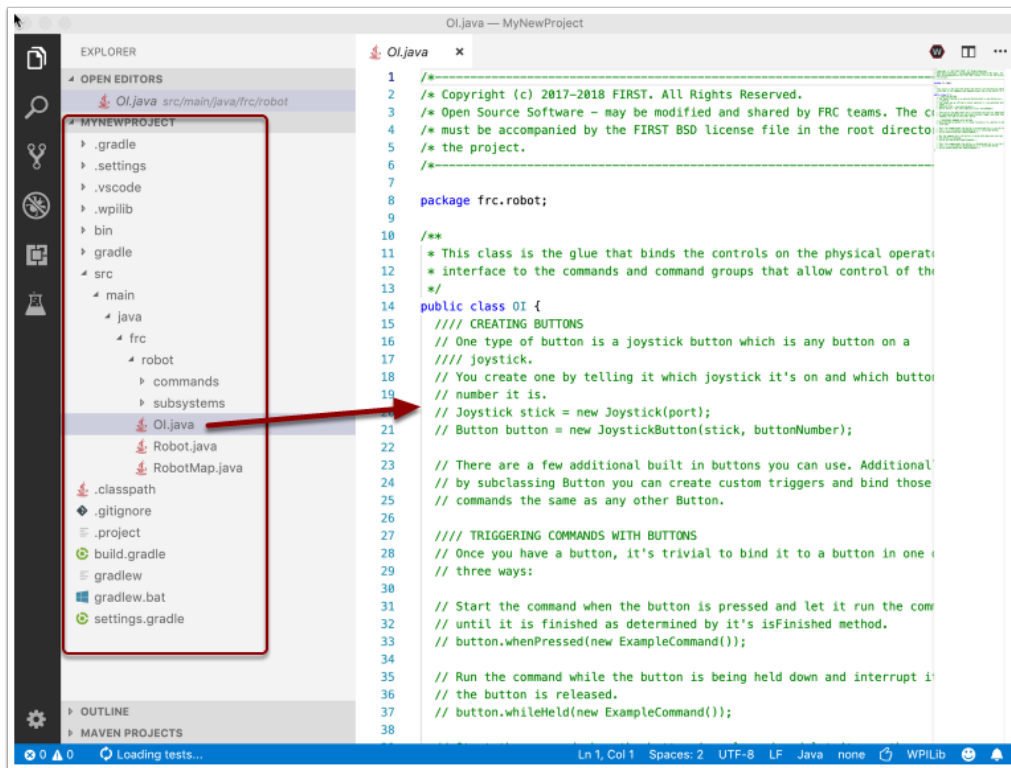 OI.java — MyNewProject
EXPLORER
OPEN EDITORS
OI.java src/main/java/frc/robot
MYNEWPROJECT
.gradle
.settings
.vscode
.wpilib
bin
gradle
src
main
java
frc
robot
commands
subsystems
OI.java
Robot.java
RobotMap.java
.classpath
.gitignore
.project
build.gradle
gradlew
gradlew.bat
settings.gradle
OUTLINE
MAVEN PROJECTS
OI.java ×
W
1 /*----------------------------------------------------------------------
2 /* Copyright (c) 2017–2018 FIRST. All Rights Reserved.
3 /* Open Source Software – may be modified and shared by FRC teams. The
4 /* must be accompanied by the FIRST BSD license file in the root
5 /* the project.
6 /*----------------------------------------------------------------------
7
8 package frc.robot;
9
10 /**
11 * This class is the glue that binds the controls on the physical
12 * interface to the commands and command groups that allow control of
13 */
14 public class OI {
15 //// CREATING BUTTONS
16 // One type of button is a joystick button which is any button on a
17 //// joystick.
18 // You create one by telling it which joystick it's on and which button
19 // number it is.
20 // Joystick stick = new Joystick(port);
21 // Button button = new JoystickButton(stick, buttonNumber);
22
23 // There are a few additional built in buttons you can use.
24 // by subclassing Button you can create custom triggers and bind those
25 // commands the same as any other Button.
26
27 //// TRIGGERING COMMANDS WITH BUTTONS
28 // Once you have a button, it's trivial to bind it to a button in one
29 // three ways:
30
31 // Start the command when the button is pressed and let it run the
32 // until it is finished as determined by it's isFinished method.
33 // button.whenPressed(new ExampleCommand());
34
35 // Run the command while the button is being held down and interrupt
36 // the button is released.
37 // button.whileHeld(new ExampleCommand());
38
0 0 Loading tests... Ln 1, Col 1 Spaces: 2 UTF-8 LF Java none WPILib